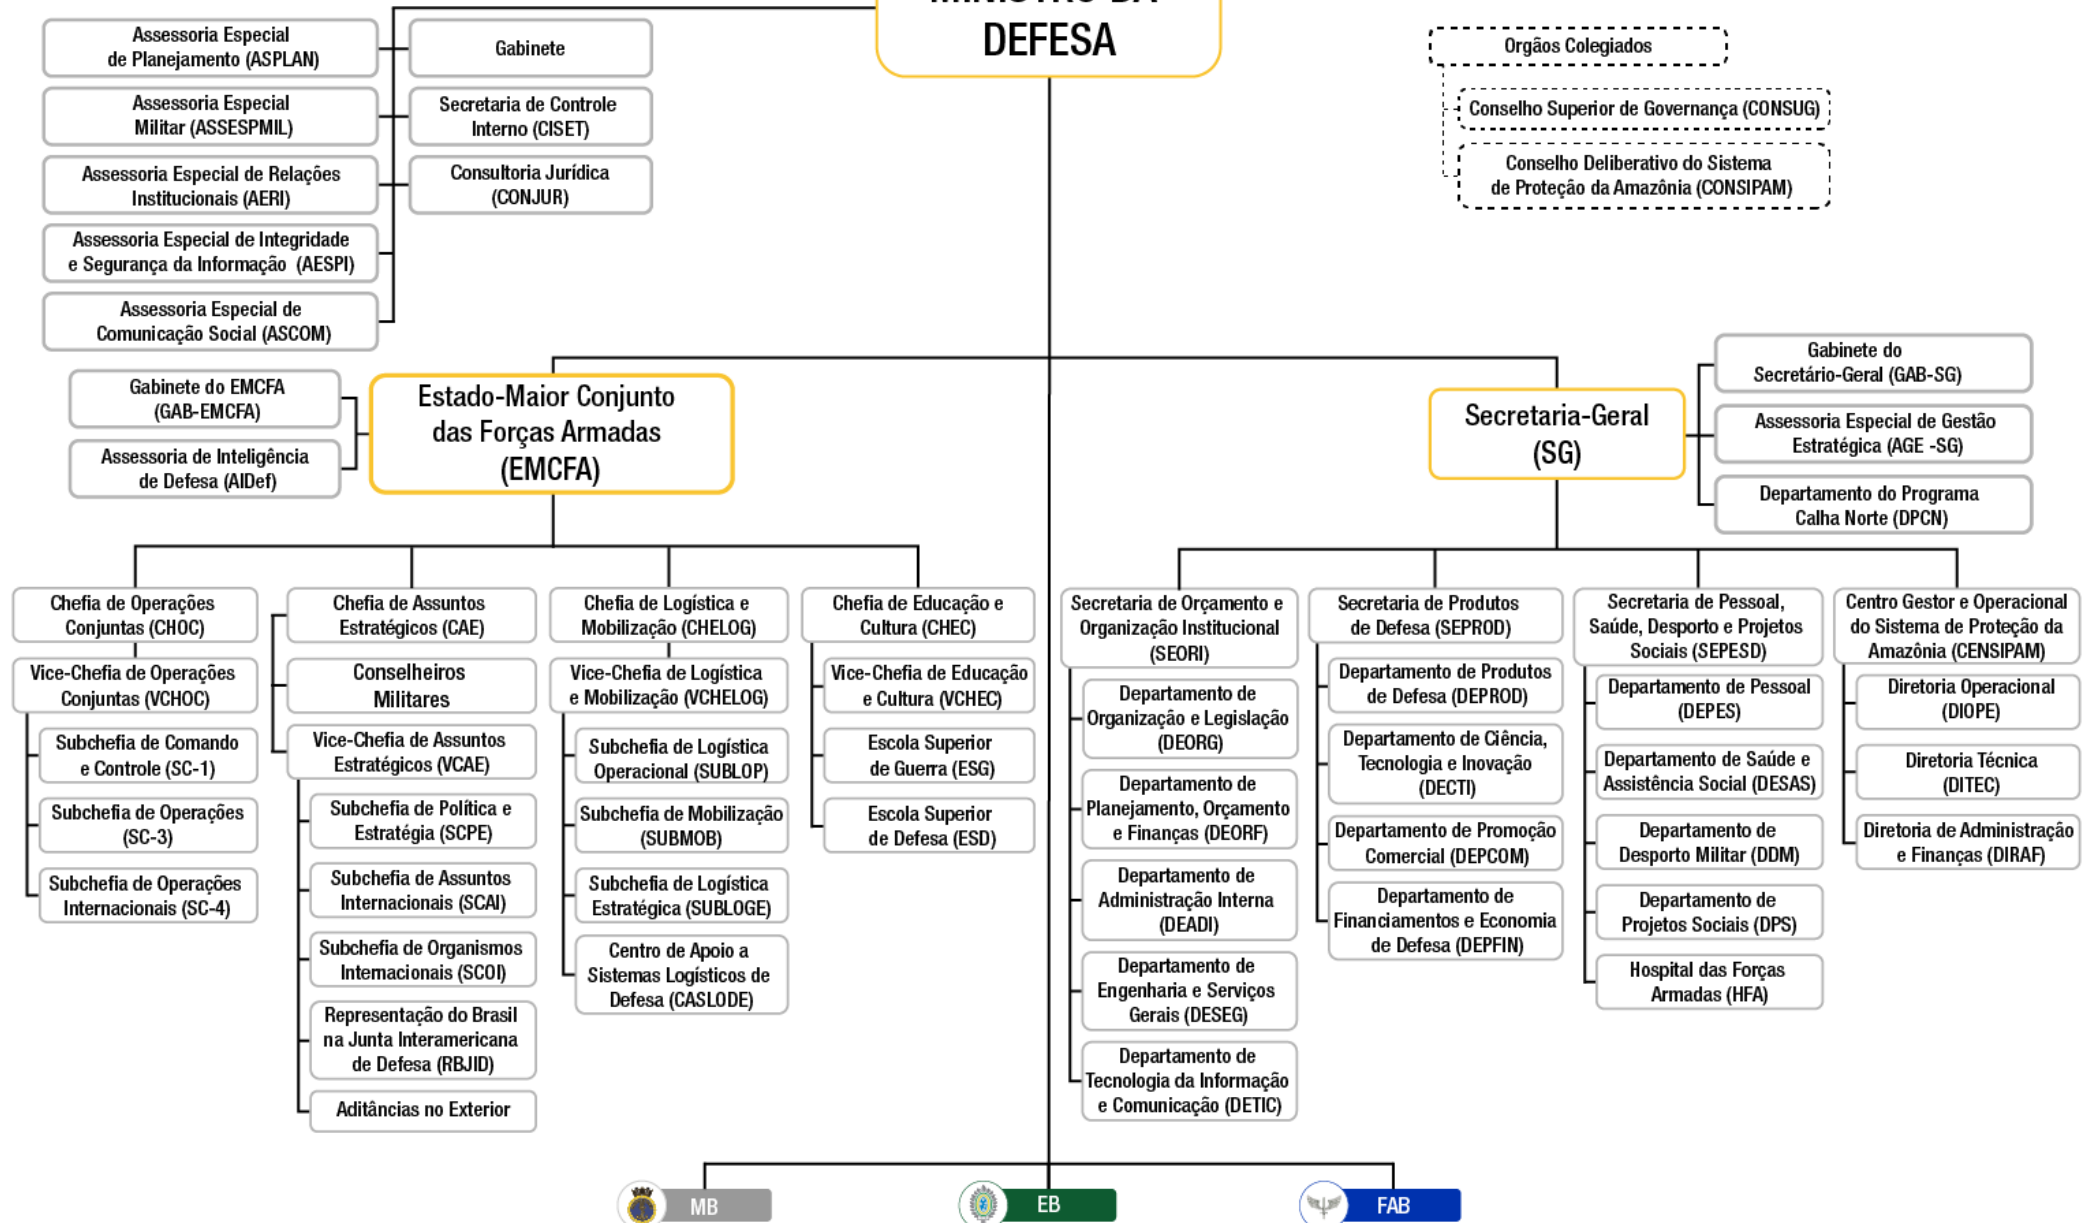 MINISTRO DA
DEFESA
Assessoria Especial
de Planejamento (ASPLAN)
Gabinete
Assessoria Especial
Militar (ASSESPMIL)
Secretaria de Controle
Interno (CISET)
Assessoria Especial de Relações
Institucionais (AERI)
Consultoria Jurídica
(CONJUR)
Assessoria Especial de Integridade
e Segurança da Informação (AESPI)
Assessoria Especial de
Comunicação Social (ASCOM)
Orgãos Colegiados
Conselho Superior de Governança (CONSUG)
Conselho Deliberativo do Sistema
de Proteção da Amazônia (CONSIPAM)
Gabinete do EMCFA
(GAB-EMCFA)
Assessoria de Inteligência
de Defesa (AIDef)
Estado-Maior Conjunto
das Forças Armadas
(EMCFA)
Secretaria-Geral
(SG)
Gabinete do
Secretário-Geral (GAB-SG)
Assessoria Especial de Gestão
Estratégica (AGE -SG)
Departamento do Programa
Calha Norte (DPCN)
Chefia de Operações
Conjuntas (CHOC)
Vice-Chefia de Operações
Conjuntas (VCHOC)
Subchefia de Comando
e Controle (SC-1)
Subchefia de Operações
(SC-3)
Subchefia de Operações
Internacionais (SC-4)
Chefia de Assuntos
Estratégicos (CAE)
Conselheiros
Militares
Vice-Chefia de Assuntos
Estratégicos (VCAE)
Subchefia de Política e
Estratégia (SCPE)
Subchefia de Assuntos
Internacionais (SCAI)
Subchefia de Organismos
Internacionais (SCOI)
Representação do Brasil
na Junta Interamericana
de Defesa (RBJID)
Aditâncias no Exterior
Chefia de Logística e
Mobilização (CHELOG)
Vice-Chefia de Logística
e Mobilização (VCHELOG)
Subchefia de Logística
Operacional (SUBLOP)
Subchefia de Mobilização
(SUBMOB)
Subchefia de Logística
Estratégica (SUBLOGE)
Centro de Apoio a
Sistemas Logísticos de
Defesa (CASLODE)
Chefia de Educação e
Cultura (CHEC)
Vice-Chefia de Educação
e Cultura (VCHEC)
Escola Superior
de Guerra (ESG)
Escola Superior
de Defesa (ESD)
Secretaria de Orçamento e
Organização Institucional
(SEORI)
Departamento de
Organização e Legislação
(DEORG)
Departamento de
Planejamento, Orçamento
e Finanças (DEORF)
Departamento de
Administração Interna
(DEADI)
Departamento de
Engenharia e Serviços
Gerais (DESEG)
Departamento de
Tecnologia da Informação
e Comunicação (DETIC)
Secretaria de Produtos
de Defesa (SEPROD)
Departamento de Produtos
de Defesa (DEPROD)
Departamento de Ciência,
Tecnologia e Inovação
(DECTI)
Departamento de Promoção
Comercial (DEPCOM)
Departamento de
Financiamentos e Economia
de Defesa (DEPFIN)
Secretaria de Pessoal,
Saúde, Desporto e Projetos
Sociais (SEPESD)
Departamento de Pessoal
(DEPES)
Departamento de Saúde e
Assistência Social (DESAS)
Departamento de
Desporto Militar (DDM)
Departamento de
Projetos Sociais (DPS)
Hospital das Forças
Armadas (HFA)
Centro Gestor e Operacional
do Sistema de Proteção da
Amazônia (CENSIPAM)
Diretoria Operacional
(DIOPE)
Diretoria Técnica
(DITEC)
Diretoria de Administração
e Finanças (DIRAF)
MB
EB
FAB